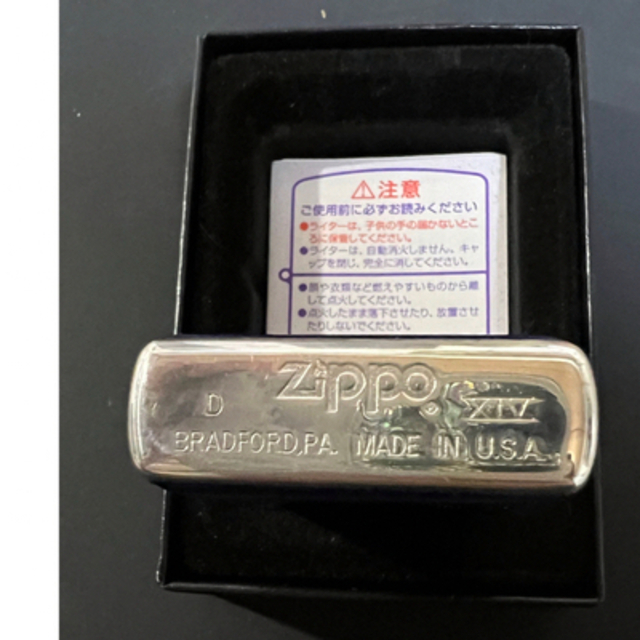 ⚠注意
ご使用前に必ずお読みください
●ライターは、子供の手の届かないとこ
ろに保管してください。
●ライターは、自動消火しません。キャ
ップを閉じ、完全に消してください。
●顔や衣類など燃えやすいものから離
して点火してください。
●点火したまま落下させたり、放置させ
たりしないでください。
Zippo XIV
D
BRADFORD,PA. MADE IN U.S.A.